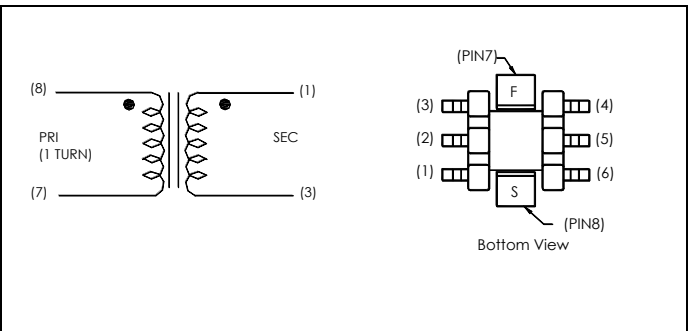 (8)
(1)
PRI
(1 TURN)
SEC
(7)
(3)
(PIN7)
F
(3)
(4)
(2)
(5)
(1)
(6)
S
(PIN8)
Bottom View